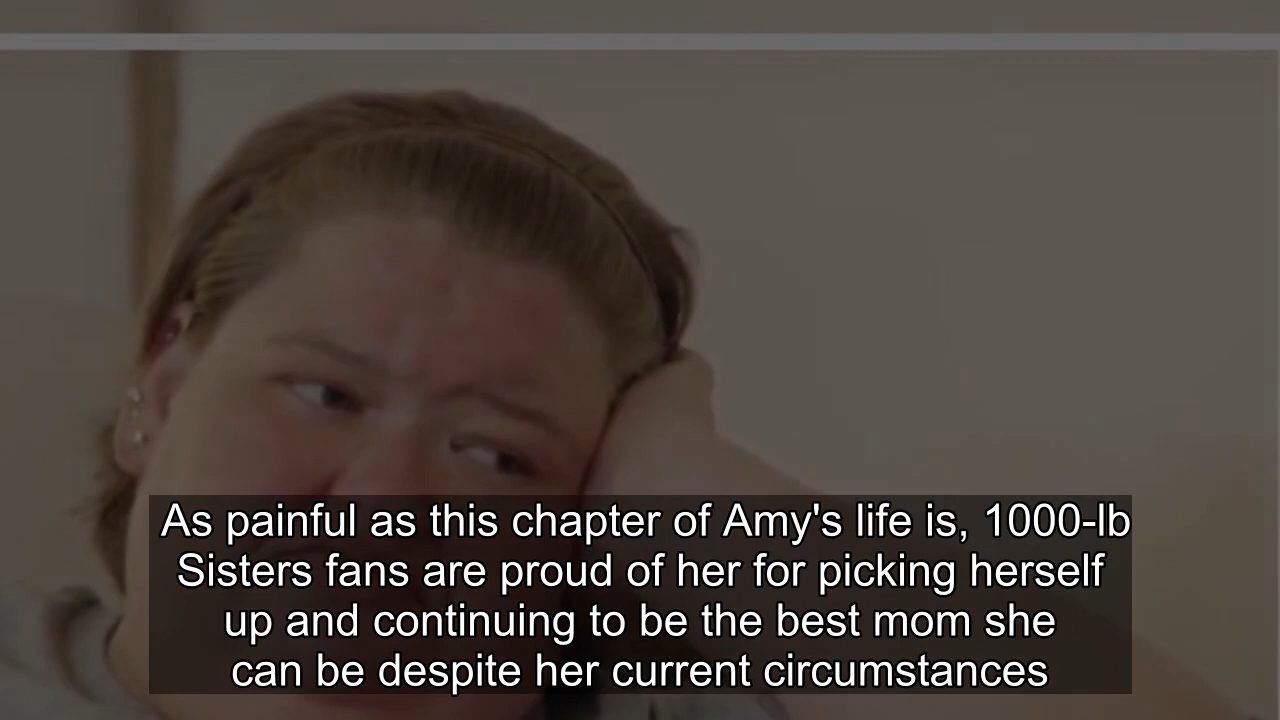 As painful as this chapter of Amy's life is, 1000-lb
Sisters fans are proud of her for picking herself
up and continuing to be the best mom she
can be despite her current circumstances